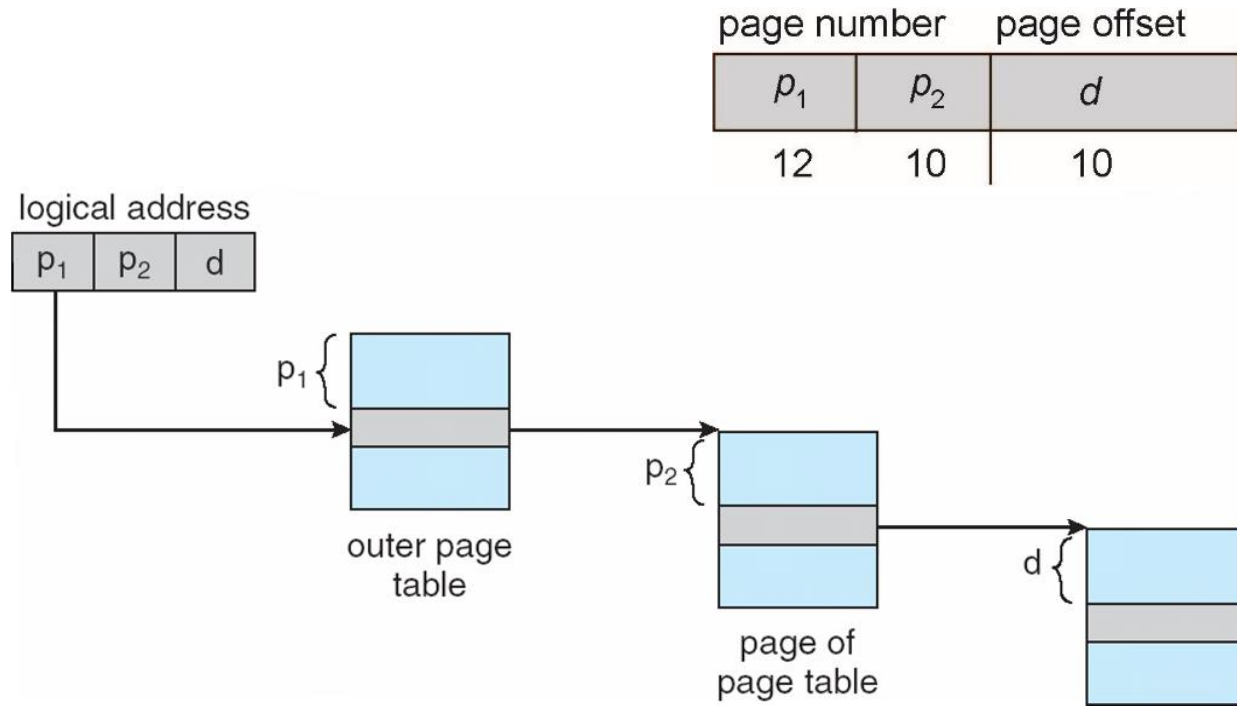 page number page offset
p₁ p₂ d
12 10 10
logical address
p₁ p₂ d
p₁
outer page
table
p₂
page of
page table
d